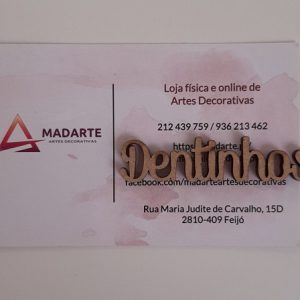 MADARTE
ARTES DECORATIVAS
Loja física e online de
Artes Decorativas
212 439 759 / 936 213 462
Dentinhos
facebook.com/madarteartesdecorativas
Rua Maria Judite de Carvalho, 15D
2810-409 Feijó